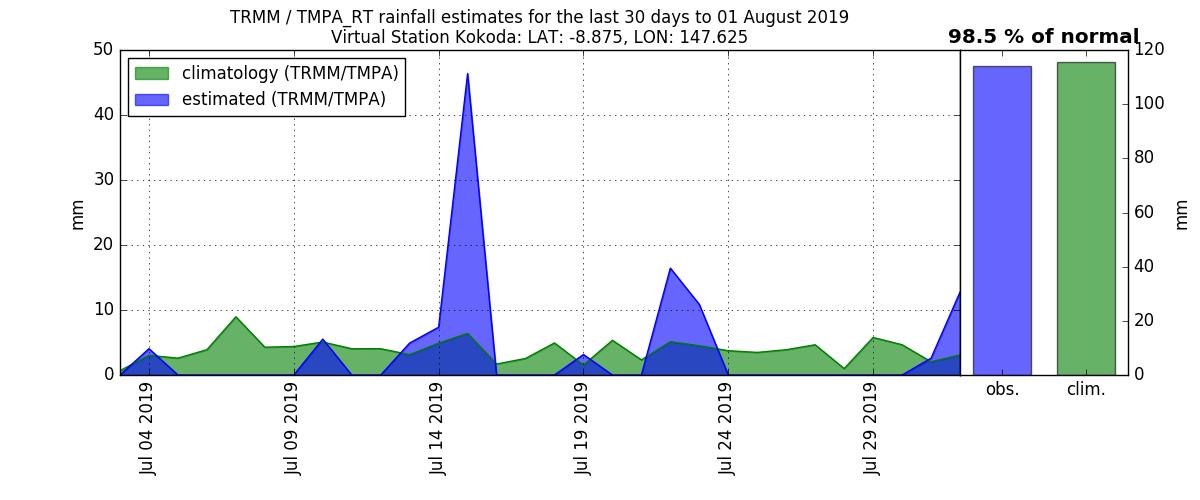 TRMM / TMPA_RT rainfall estimates for the last 30 days to 01 August 2019
Virtual Station Kokoda: LAT: -8.875, LON: 147.625
98.5 % of normal
climatology (TRMM/TMPA)
estimated (TRMM/TMPA)
50
40
30
20
10
0
mm
Jul 04 2019
Jul 09 2019
Jul 14 2019
Jul 19 2019
Jul 24 2019
Jul 29 2019
120
100
80
60
40
20
0
mm
obs.
clim.